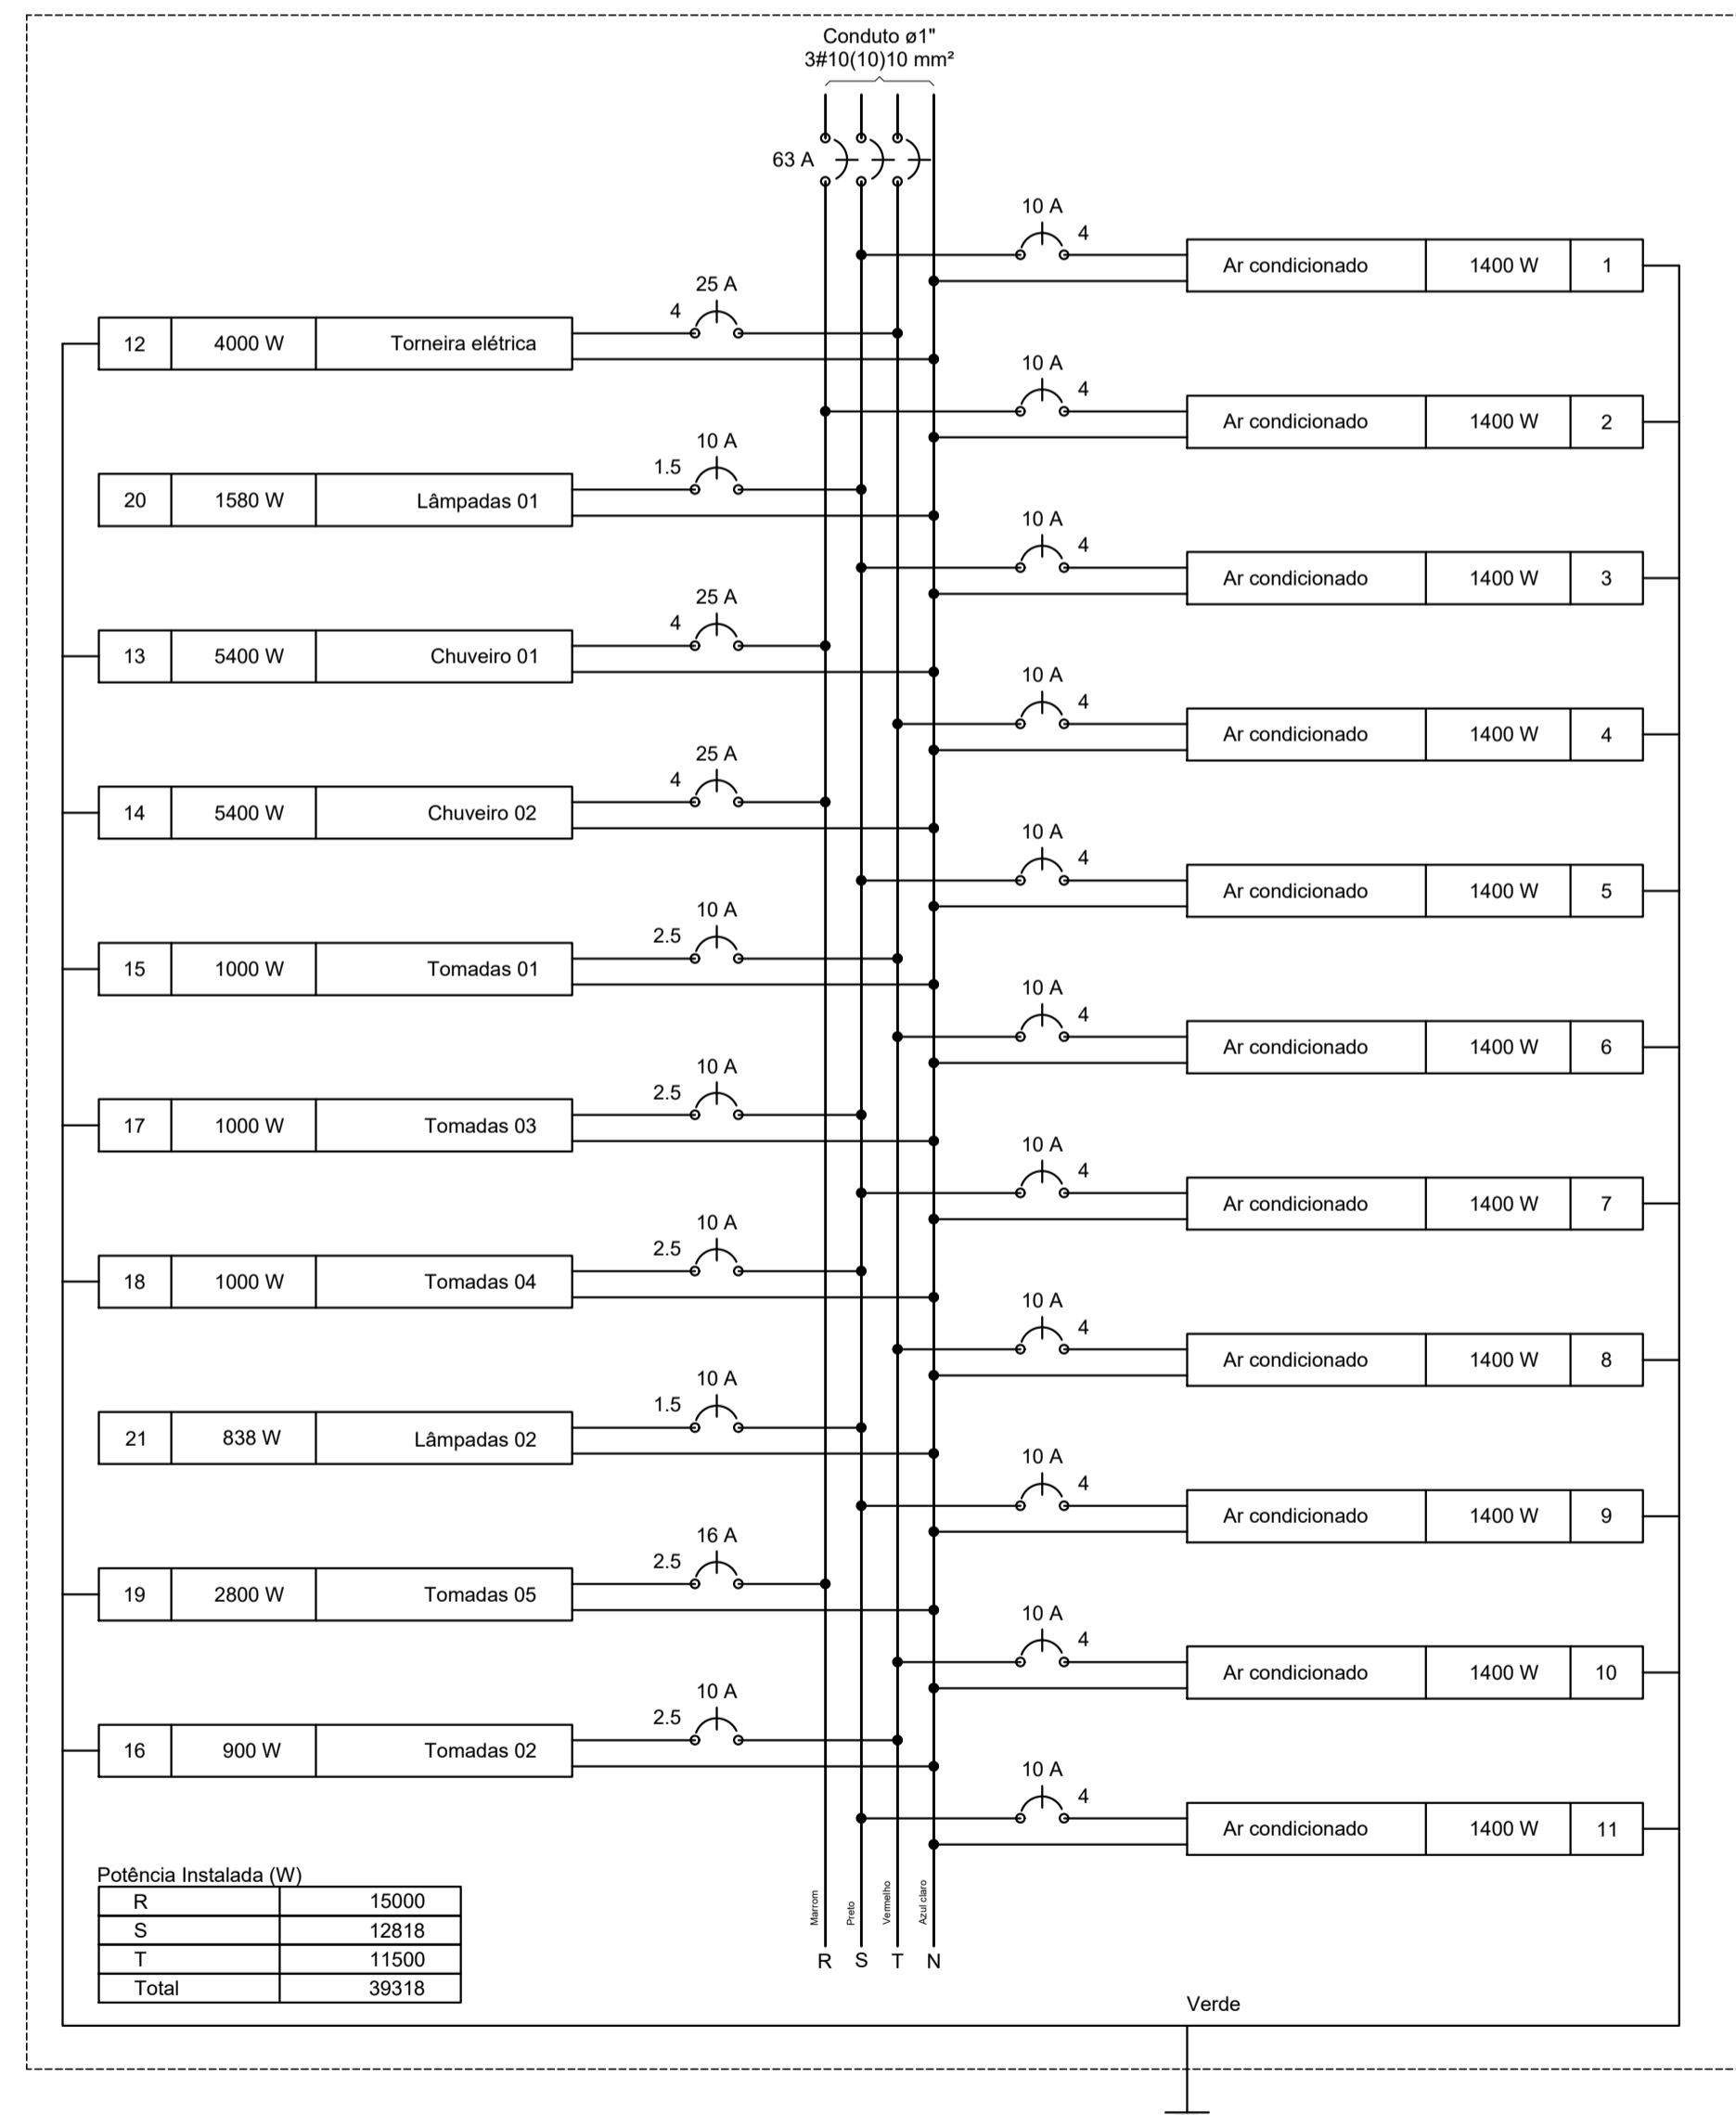 Conduto ø1"
3#10(10)10 mm²
63 A
10 A
4
Ar condicionado 1400 W 1
25 A
4
12 4000 W Torneira elétrica
10 A
4
Ar condicionado 1400 W 2
10 A
1.5
20 1580 W Lâmpadas 01
10 A
4
Ar condicionado 1400 W 3
25 A
4
13 5400 W Chuveiro 01
10 A
4
Ar condicionado 1400 W 4
25 A
4
14 5400 W Chuveiro 02
10 A
4
Ar condicionado 1400 W 5
10 A
2.5
15 1000 W Tomadas 01
10 A
4
Ar condicionado 1400 W 6
10 A
2.5
17 1000 W Tomadas 03
10 A
4
Ar condicionado 1400 W 7
10 A
2.5
18 1000 W Tomadas 04
10 A
4
Ar condicionado 1400 W 8
10 A
1.5
21 838 W Lâmpadas 02
10 A
4
Ar condicionado 1400 W 9
16 A
2.5
19 2800 W Tomadas 05
10 A
4
Ar condicionado 1400 W 10
10 A
2.5
16 900 W Tomadas 02
10 A
4
Ar condicionado 1400 W 11
Potência Instalada (W)
R 15000
S 12818
T 11500
Total 39318
Marrom
Preto
Vermelho
Azul claro
R S T N
Verde